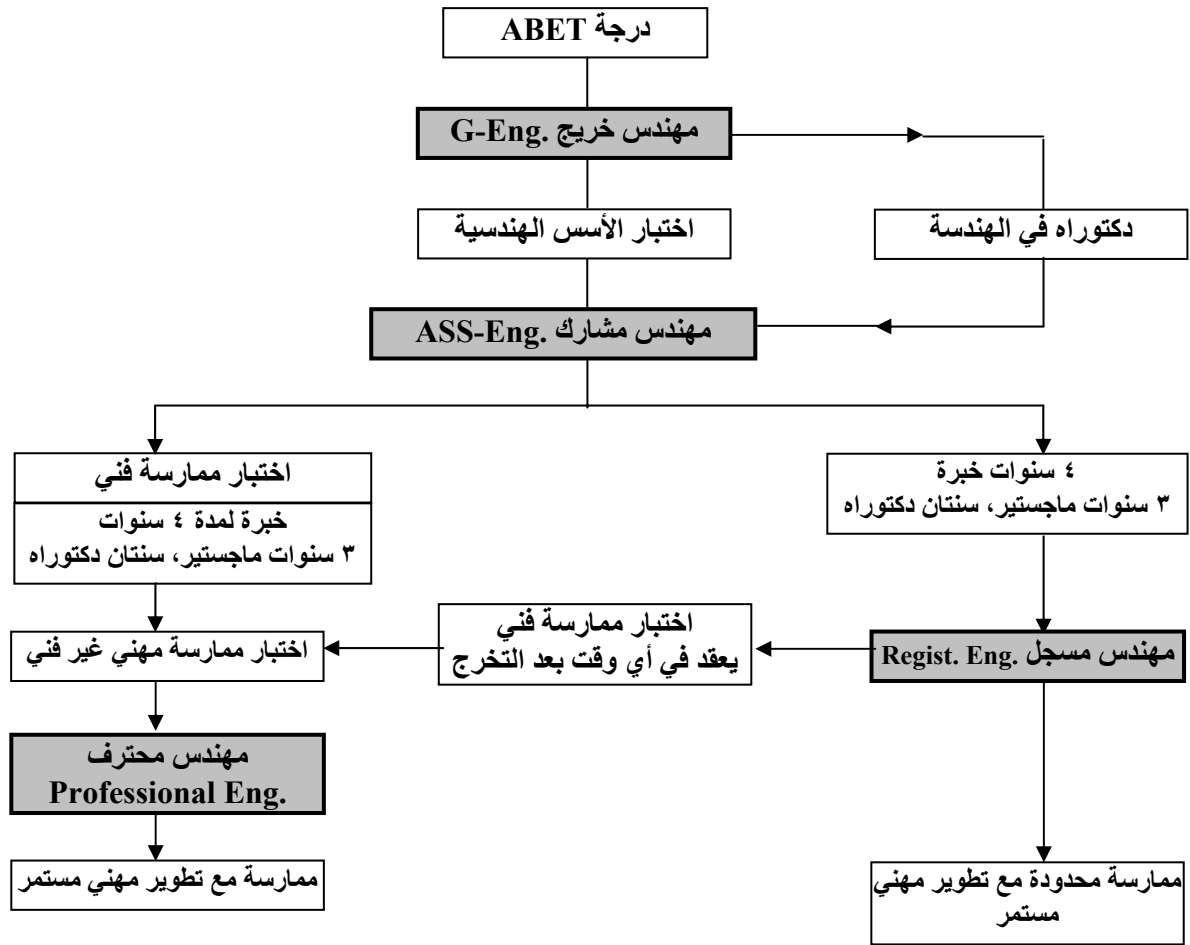 درجة ABET
مهندس خريج G-Eng.
اختبار الأسس الهندسية
دكتوراه في الهندسة
مهندس مشارك ASS-Eng.
٤ سنوات خبرة
٣ سنوات ماجستير، سنتان دكتوراه
اختبار ممارسة فني
خبرة لمدة ٤ سنوات
٣ سنوات ماجستير، سنتان دكتوراه
مهندس مسجل Regist. Eng.
اختبار ممارسة فني
يعقد في أي وقت بعد التخرج
اختبار ممارسة مهني غير فني
مهندس محترف
Professional Eng.
ممارسة محدودة مع تطوير مهني
مستمر
ممارسة مع تطوير مهني مستمر